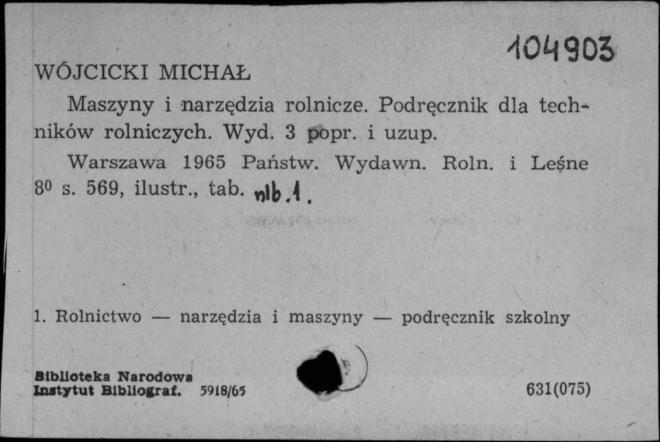 104903
WÓJCICKI MICHAŁ
Maszyny i narzędzia rolnicze. Podręcznik dla tech-
ników rolniczych. Wyd. 3 popr. i uzup.
Warszawa 1965 Państw. Wydawn. Roln. i Leśne
8⁰ s. 569, ilustr., tab. nlb. 1.
1. Rolnictwo — narzędzia i maszyny — podręcznik szkolny
Biblioteka Narodowa
Instytut Bibliograf. 5918/65
631(075)